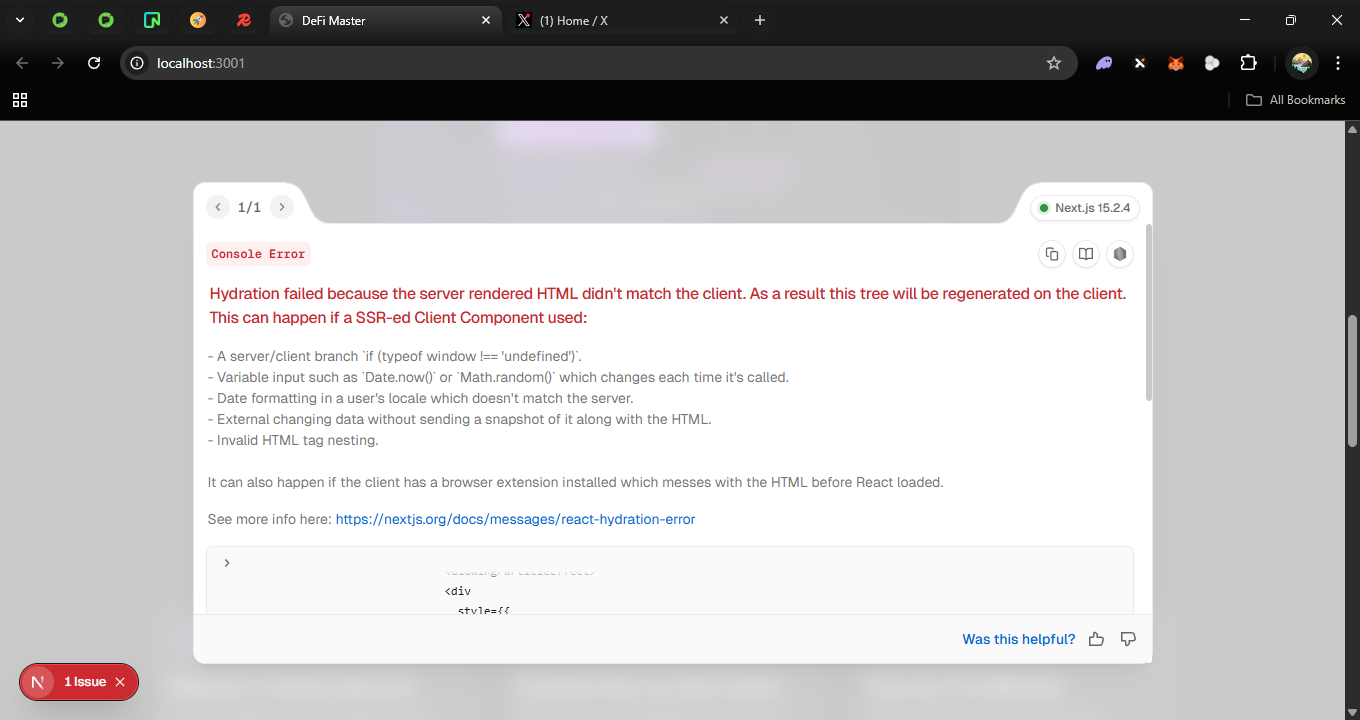 DeFi Master
(1) Home / X
localhost:3001
All Bookmarks
1/1
Next.js 15.2.4
Console Error
Hydration failed because the server rendered HTML didn't match the client. As a result this tree will be regenerated on the client.
This can happen if a SSR-ed Client Component used:
- A server/client branch `if (typeof window !== 'undefined')`.
- Variable input such as `Date.now()` or `Math.random()` which changes each time it's called.
- Date formatting in a user's locale which doesn't match the server.
- External changing data without sending a snapshot of it along with the HTML.
- Invalid HTML tag nesting.
It can also happen if the client has a browser extension installed which messes with the HTML before React loaded.
See more info here: https://nextjs.org/docs/messages/react-hydration-error
<div
style={{
Was this helpful?
N
1 Issue